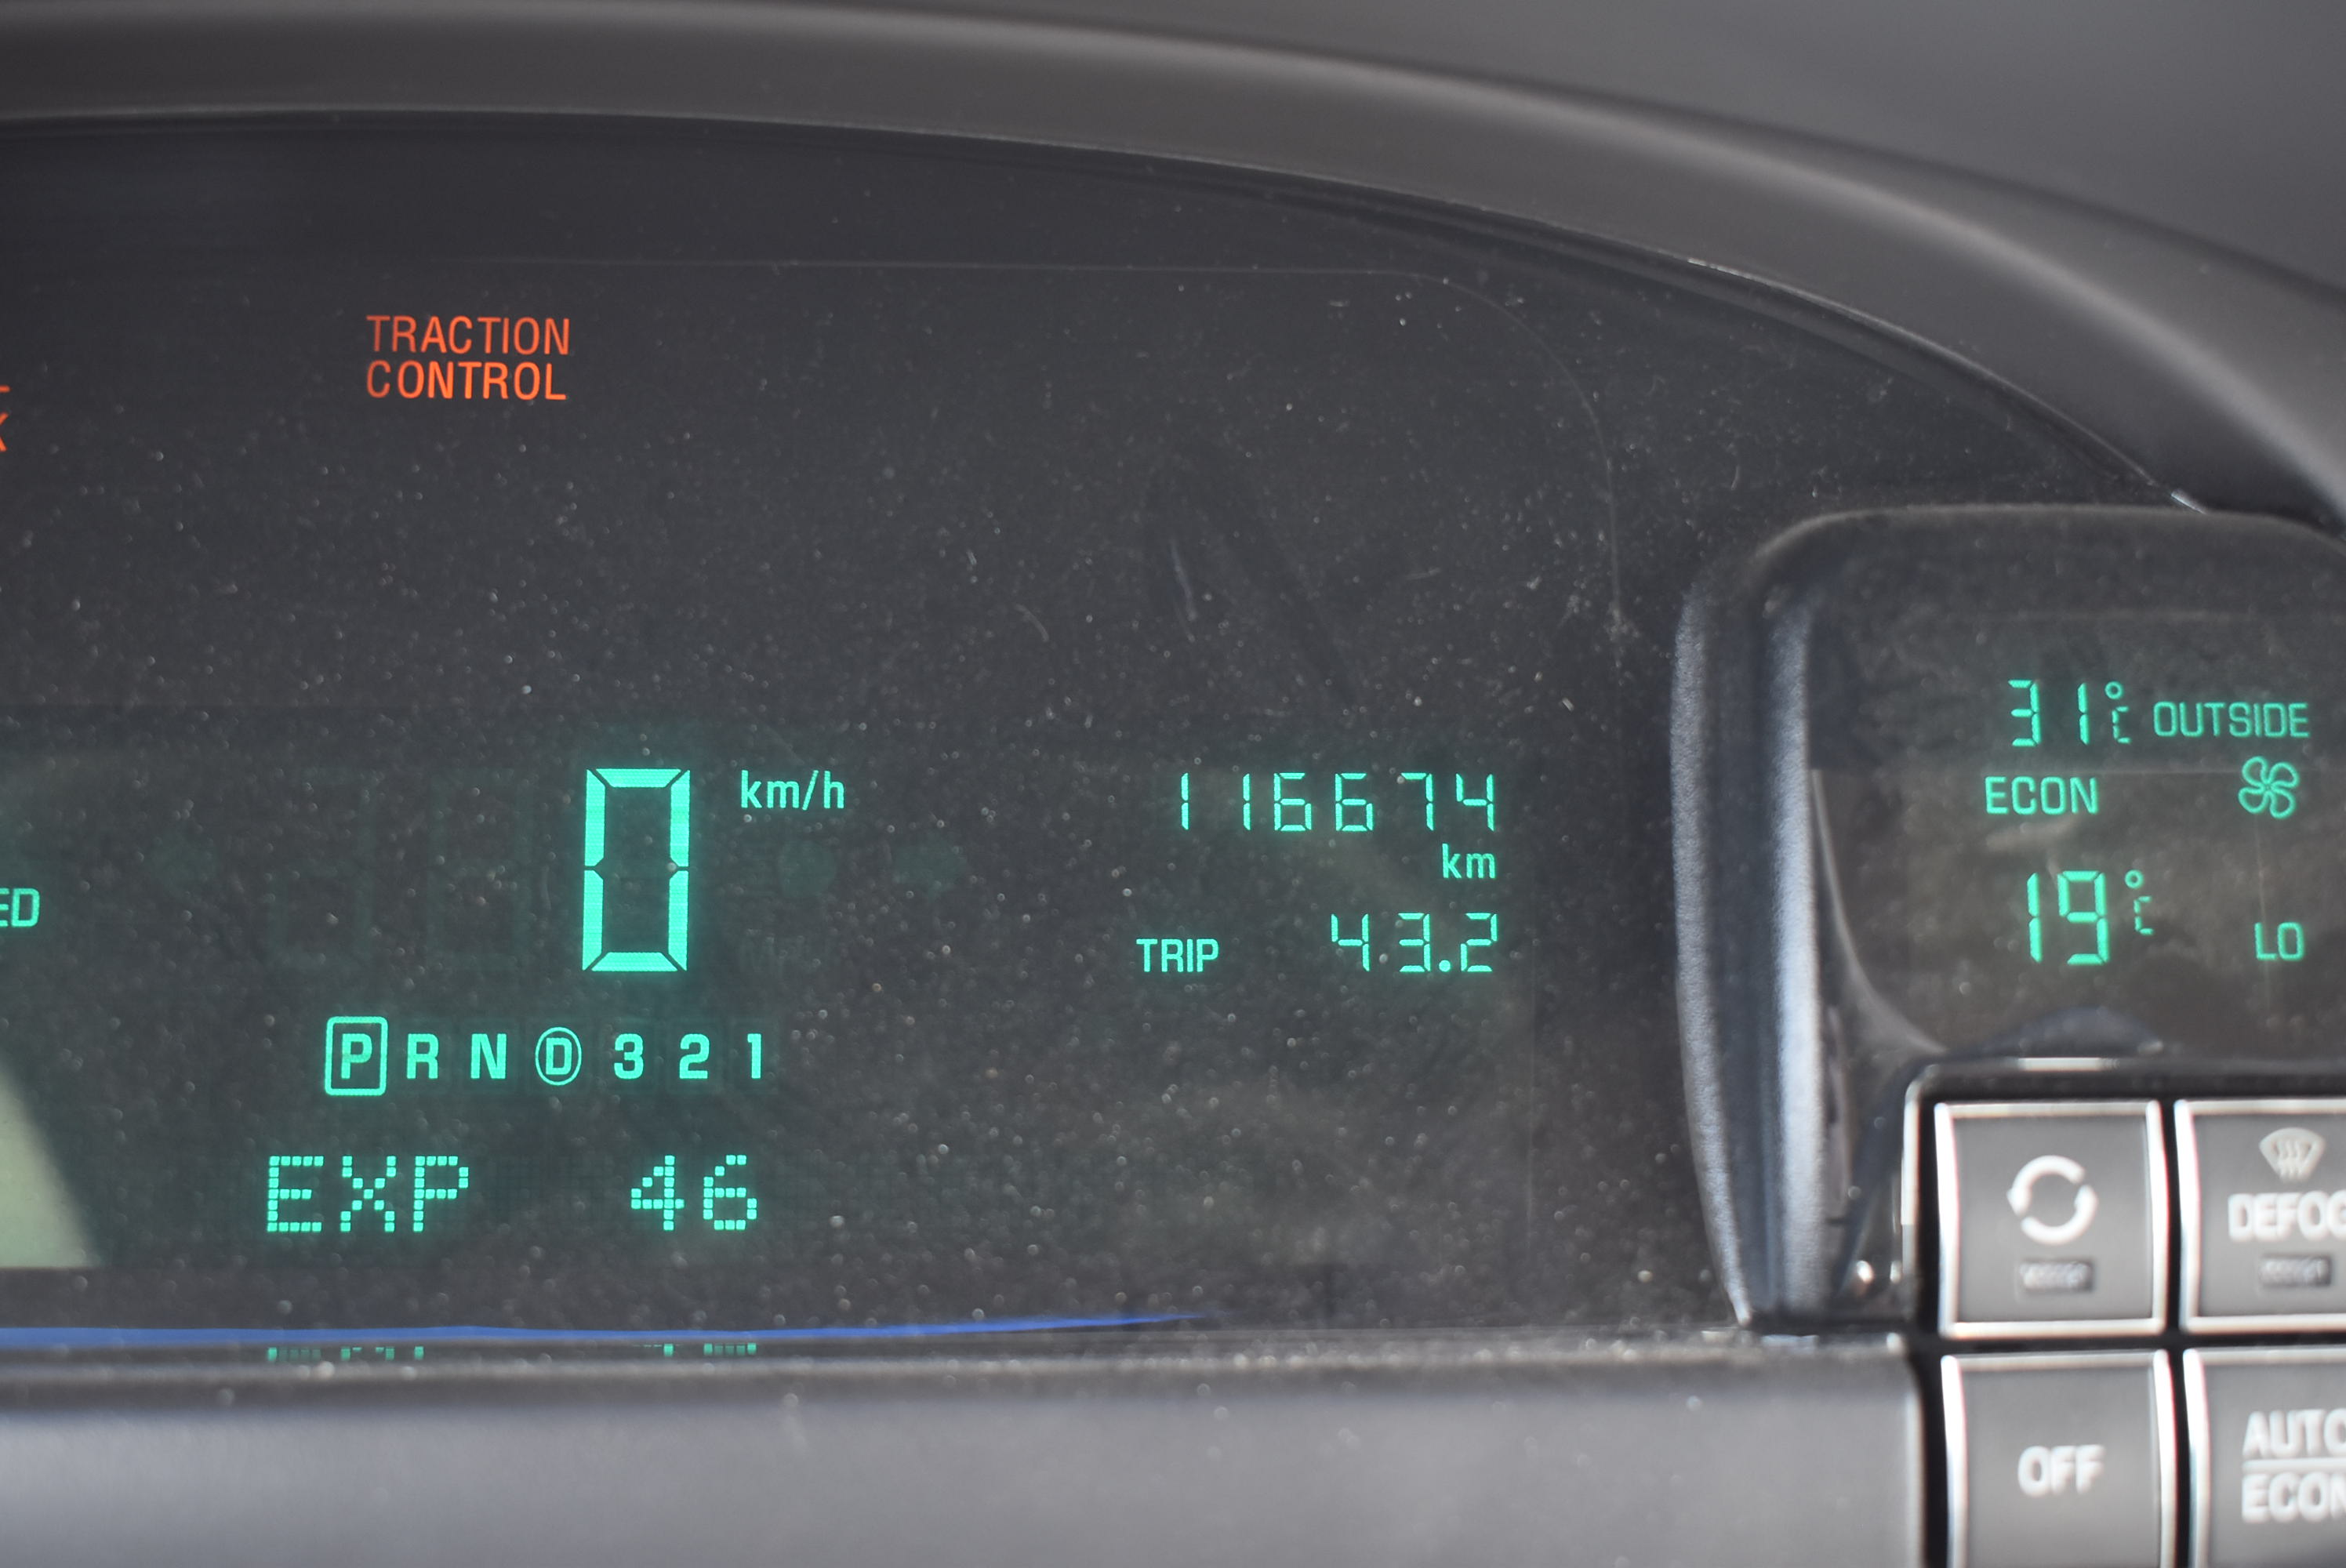 TRACTION
CONTROL
0 km/h
116674
km
TRIP 43.2
P R N D 3 2 1
EXP 46
31°C OUTSIDE
ECON
19°C LO
DEFOG
OFF
AUTO
ECON